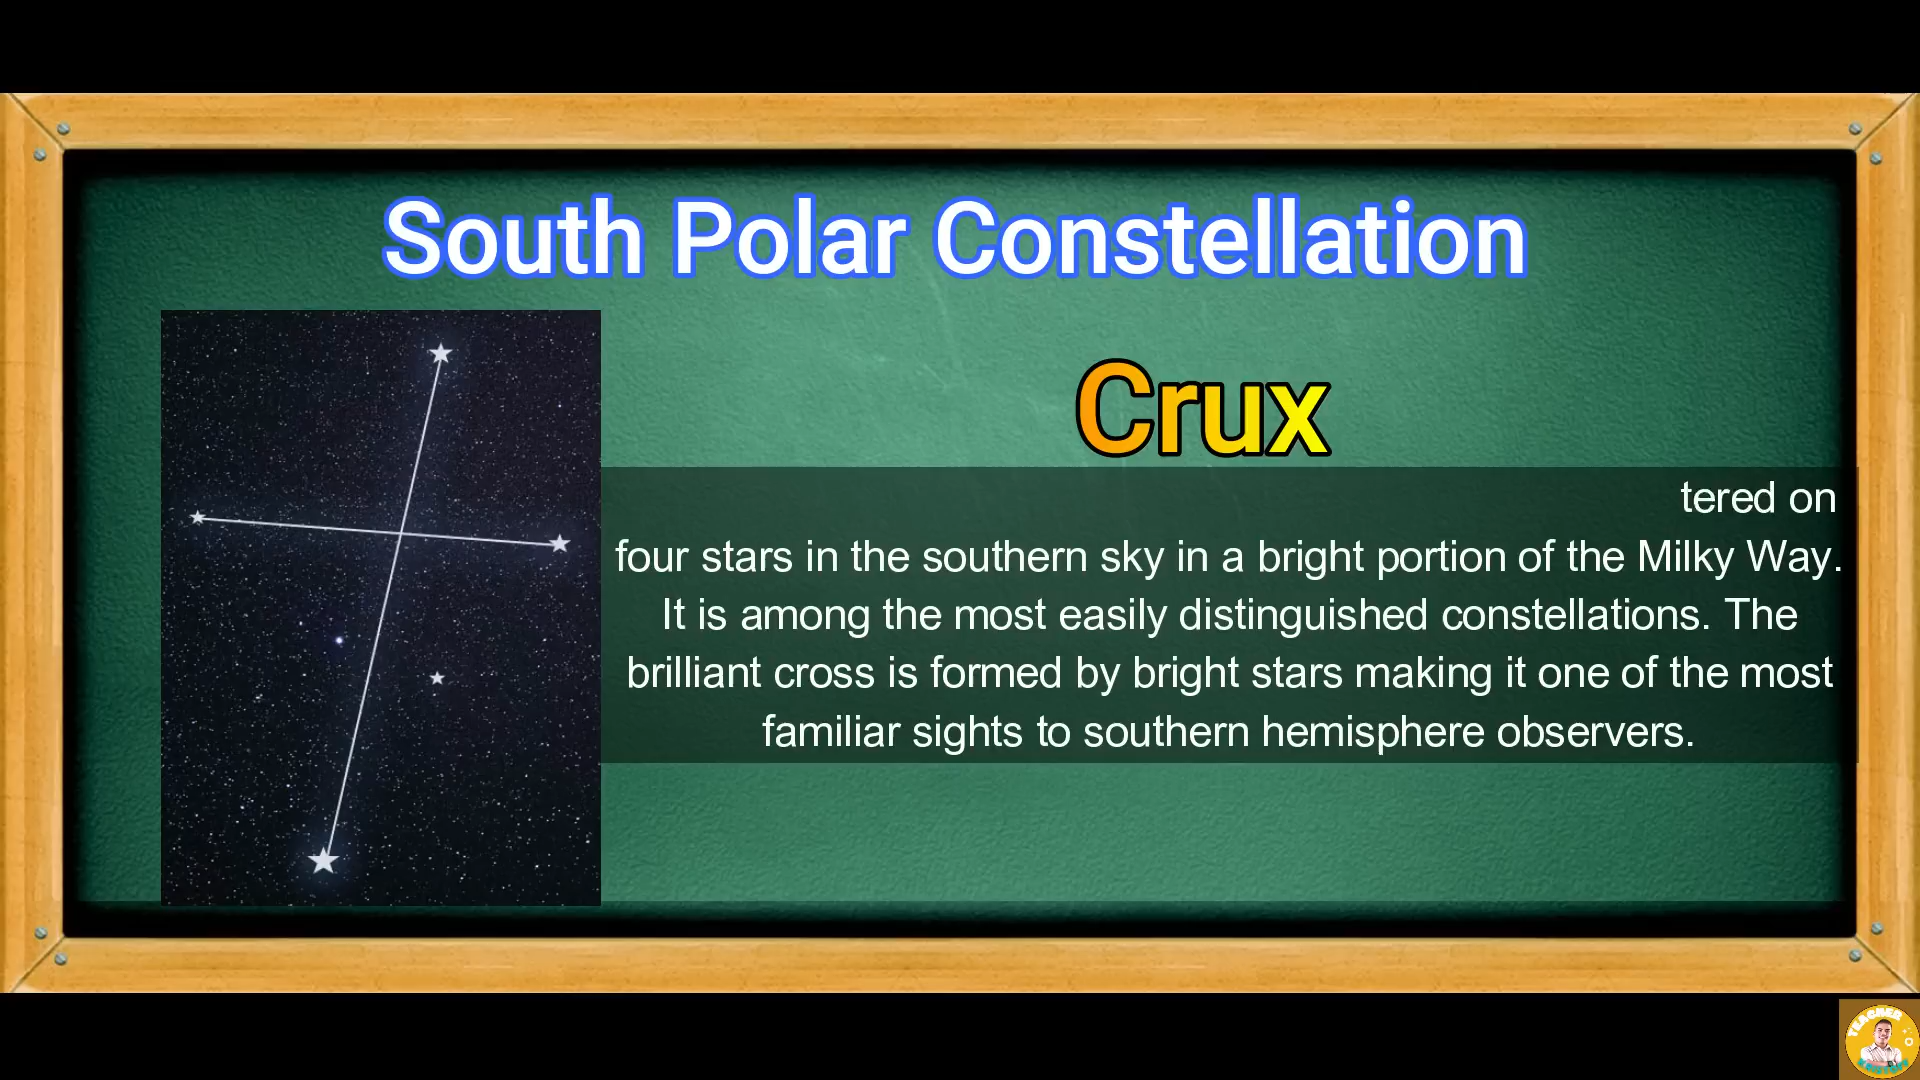 South Polar Constellation
Crux
tered on
four stars in the southern sky in a bright portion of the Milky Way.
It is among the most easily distinguished constellations. The
brilliant cross is formed by bright stars making it one of the most
familiar sights to southern hemisphere observers.
TEACHER